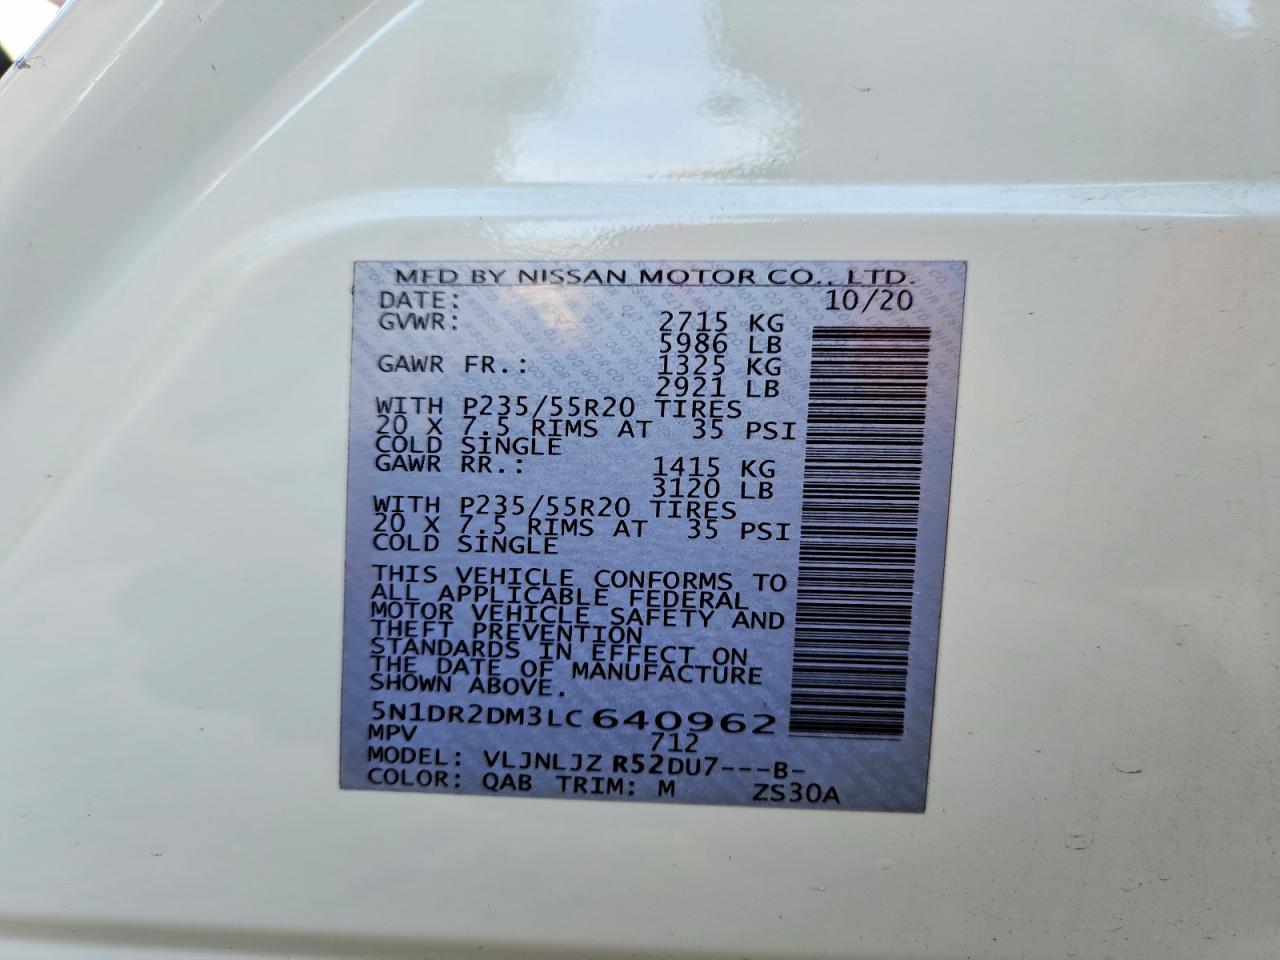 MFD BY NISSAN MOTOR CO., LTD.
DATE: 10/20
GVWR: 2715 KG
5986 LB
GAWR FR.: 1325 KG
2921 LB
WITH P235/55R20 TIRES
20 X 7.5 RIMS AT 35 PSI
COLD SINGLE
GAWR RR.: 1415 KG
3120 LB
WITH P235/55R20 TIRES
20 X 7.5 RIMS AT 35 PSI
COLD SINGLE
THIS VEHICLE CONFORMS TO
ALL APPLICABLE FEDERAL
MOTOR VEHICLE SAFETY AND
THEFT PREVENTION
STANDARDS IN EFFECT ON
THE DATE OF MANUFACTURE
SHOWN ABOVE.
5N1DR2DM3LC640962
MPV 712
MODEL: VLJNLJZ R52DU7---B-
COLOR: QAB TRIM: M ZS30A